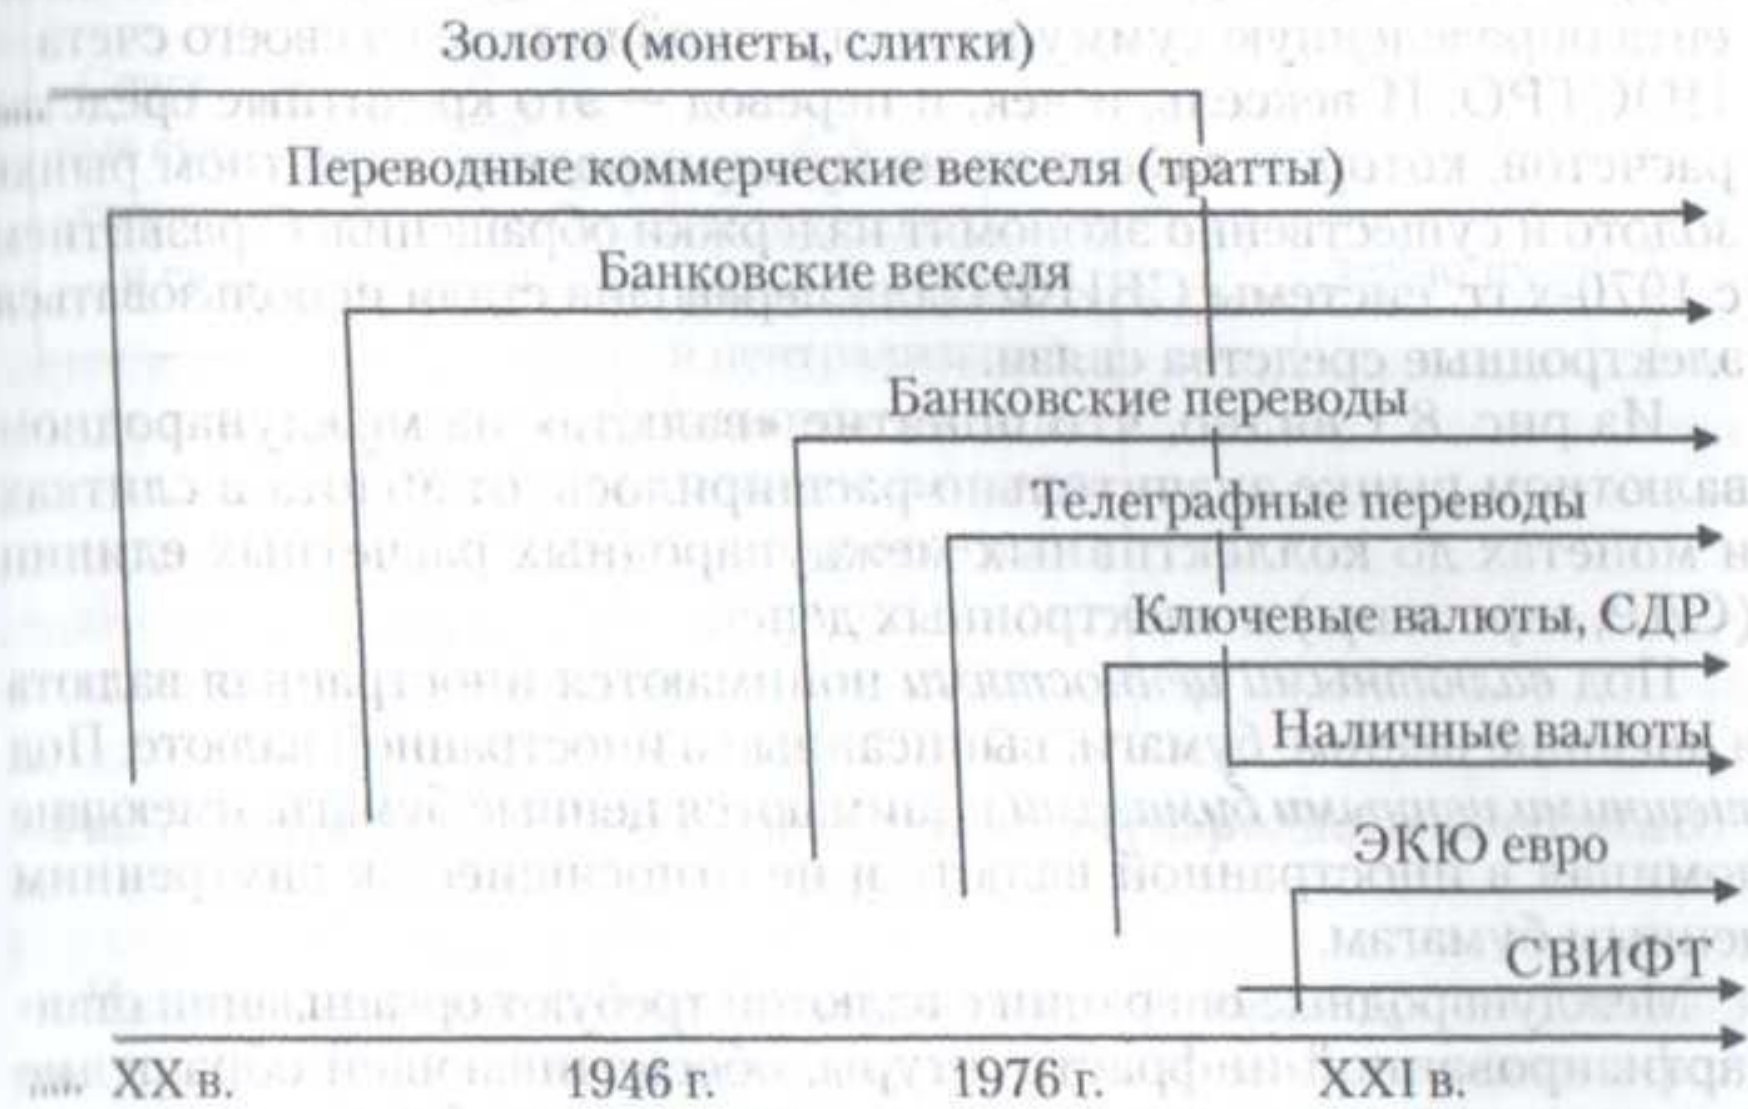 Золото (монеты, слитки)
Переводные коммерческие векселя (тратты)
Банковские векселя
Банковские переводы
Телеграфные переводы
Ключевые валюты, СДР
Наличные валюты
ЭКЮ евро
СВИФТ
..... XX в. 1946 г. 1976 г. XXI в.